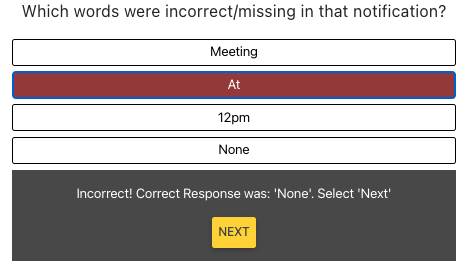 Which words were incorrect/missing in that notification?
Meeting
At
12pm
None
Incorrect! Correct Response was: 'None'. Select 'Next'
NEXT